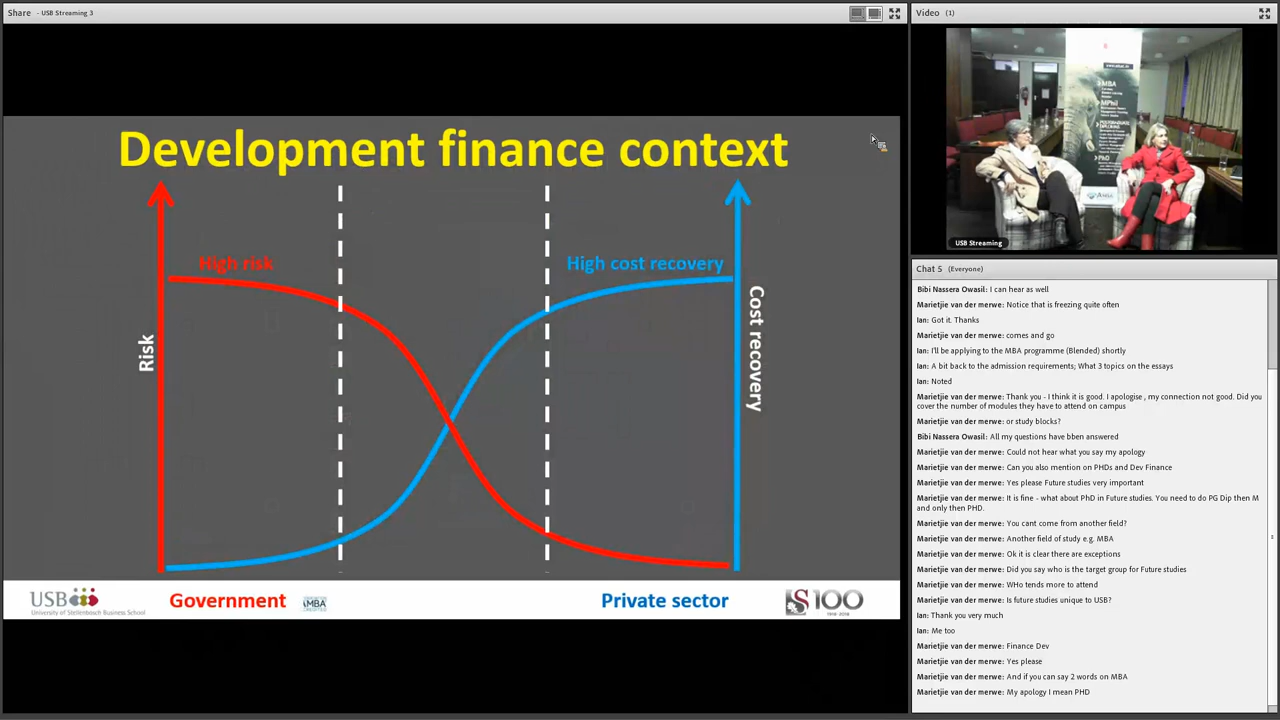 Share - USB Streaming 3
Development finance context
High risk
High cost recovery
Risk
Cost recovery
USB
University of Stellenbosch Business School
Government
AMBA
Private sector
100
Video (1)
MBA
MPhil
PhD
USB Streaming
Chat 5 (Everyone)
Bibi Nassera Owasil: I can hear as well
Marietjie van der merwe: Notice that is freezing quite often
Ian: Got it. Thanks
Marietjie van der merwe: comes and go
Ian: I'll be applying to the MBA programme (Blended) shortly
Ian: A bit back to the admission requirements; What 3 topics on the essays
Ian: Noted
Marietjie van der merwe: Thank you - I think it is good. I apologise , my connection not good. Did you
cover the number of modules they have to attend on campus
Marietjie van der merwe: or study blocks?
Bibi Nassera Owasil: All my questions have bben answered
Marietjie van der merwe: Could not hear what you say my apology
Marietjie van der merwe: Can you also mention on PHDs and Dev Finance
Marietjie van der merwe: Yes please Future studies very important
Marietjie van der merwe: It is fine - what about PhD in Future studies. You need to do PG Dip then M
and only then PHD.
Marietjie van der merwe: You cant come from another field?
Marietjie van der merwe: Another field of study e.g. MBA
Marietjie van der merwe: Ok it is clear there are exceptions
Marietjie van der merwe: Did you say who is the target group for Future studies
Marietjie van der merwe: WHo tends more to attend
Marietjie van der merwe: Is future studies unique to USB?
Ian: Thank you very much
Ian: Me too
Marietjie van der merwe: Finance Dev
Marietjie van der merwe: Yes please
Marietjie van der merwe: And if you can say 2 words on MBA
Marietjie van der merwe: My apology I mean PHD